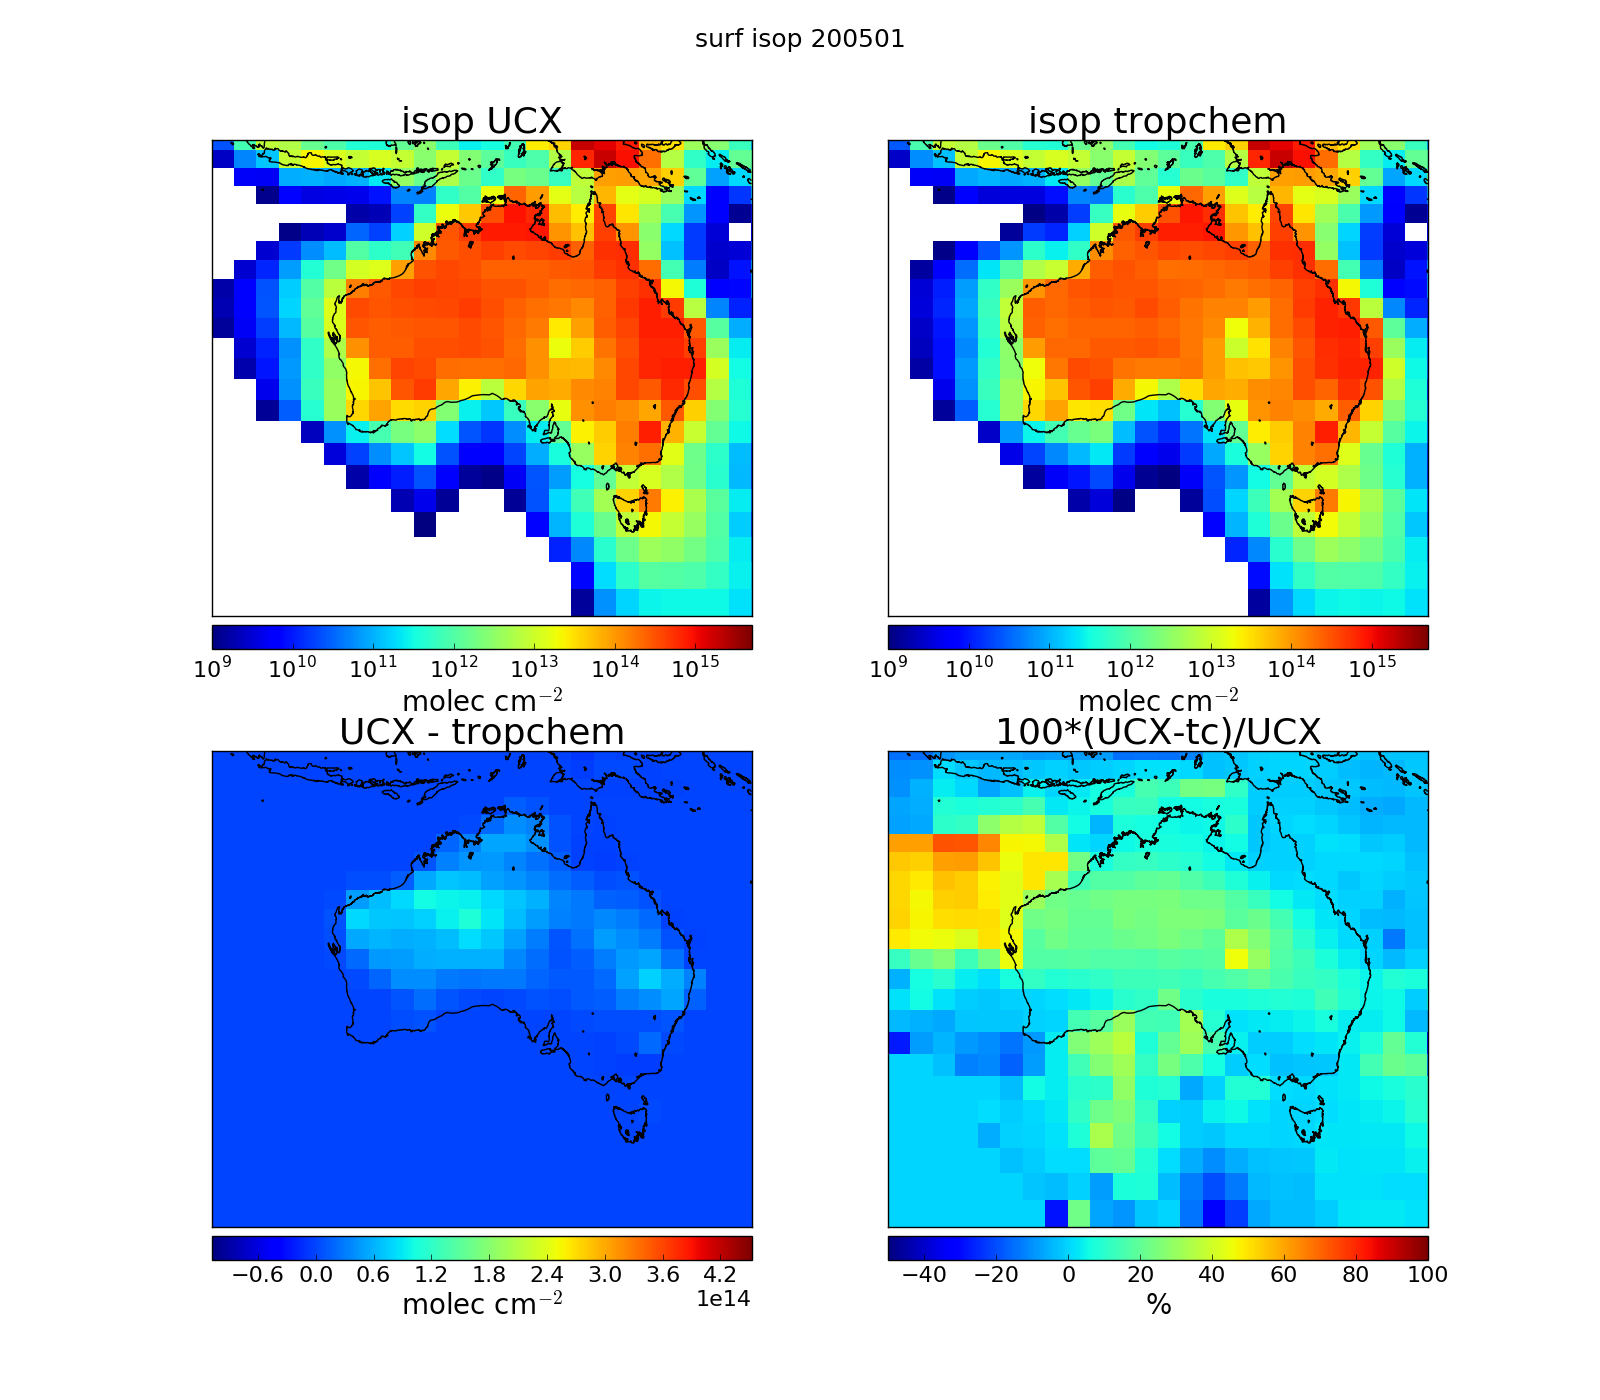 surf isop 200501
isop UCX
isop tropchem
10⁹ 10¹⁰ 10¹¹ 10¹² 10¹³ 10¹⁴ 10¹⁵
molec cm⁻²
10⁹ 10¹⁰ 10¹¹ 10¹² 10¹³ 10¹⁴ 10¹⁵
molec cm⁻²
UCX - tropchem
100*(UCX-tc)/UCX
−0.6 0.0 0.6 1.2 1.8 2.4 3.0 3.6 4.2
1e14
molec cm⁻²
−40 −20 0 20 40 60 80 100
%